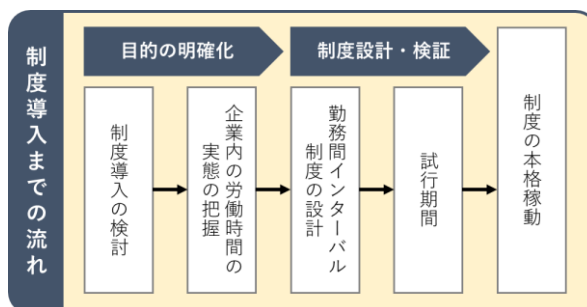 制度導入までの流れ
目的の明確化
制度設計・検証
制度導入の検討
企業内の労働時間の
実態の把握
勤務間インターバル
制度の設計
試行期間
制度の本格稼動